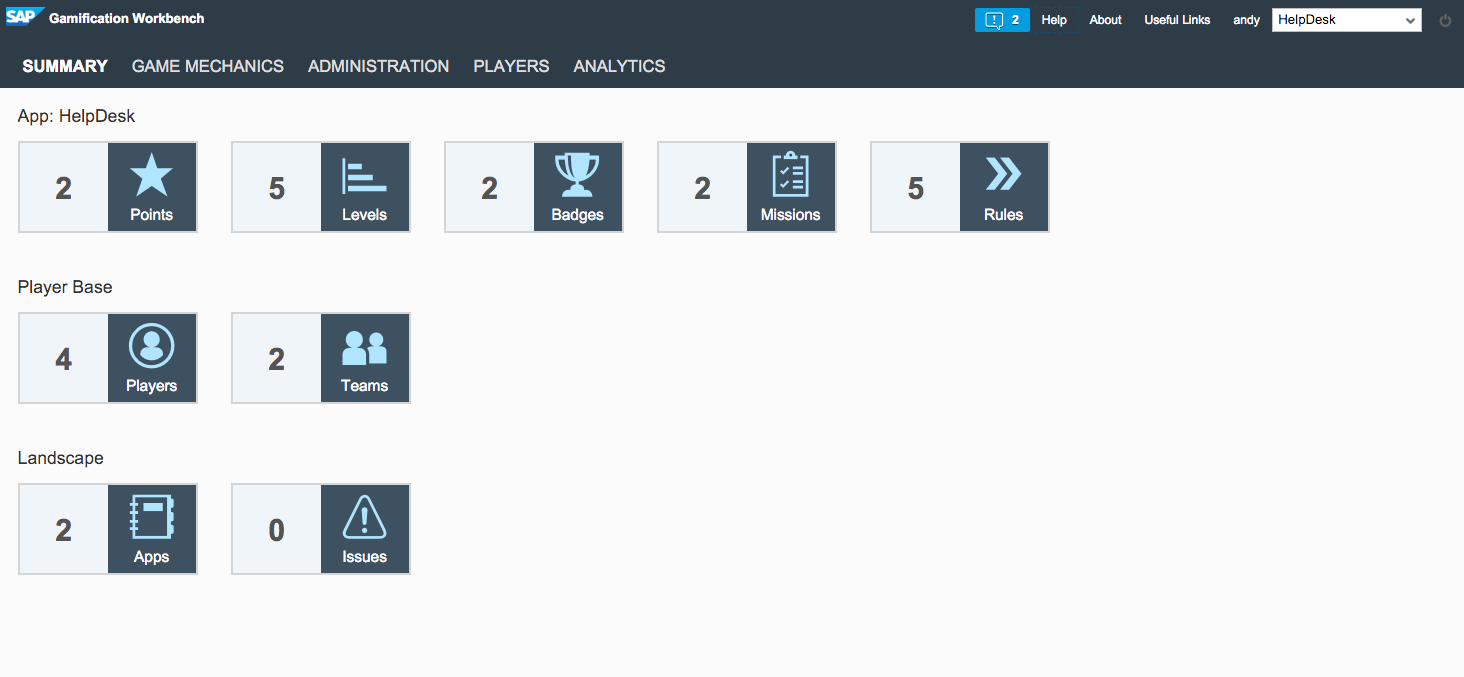 SAP Gamification Workbench 2 Help About Useful Links andy HelpDesk
SUMMARY GAME MECHANICS ADMINISTRATION PLAYERS ANALYTICS
App: HelpDesk
2 Points 5 Levels 2 Badges 2 Missions 5 Rules
Player Base
4 Players 2 Teams
Landscape
2 Apps 0 Issues